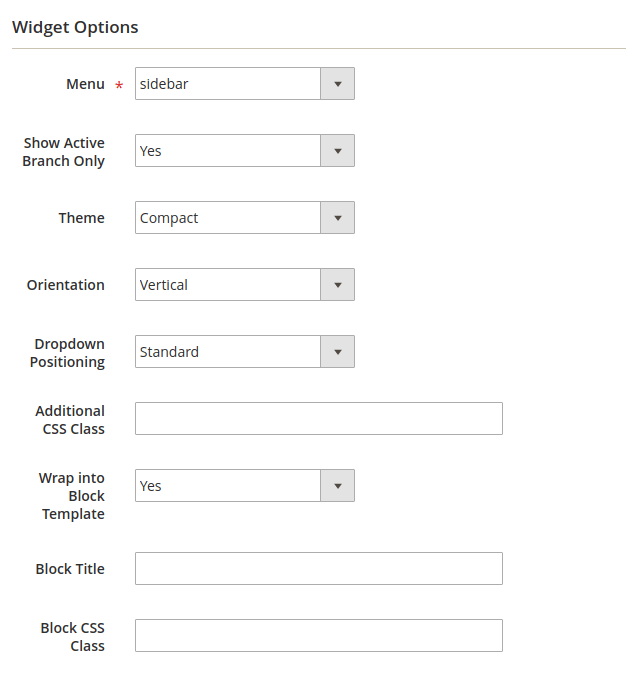 Widget Options
Menu * sidebar
Show Active
Branch Only
Yes
Theme Compact
Orientation Vertical
Dropdown
Positioning
Standard
Additional
CSS Class
Wrap into
Block
Template
Yes
Block Title
Block CSS
Class